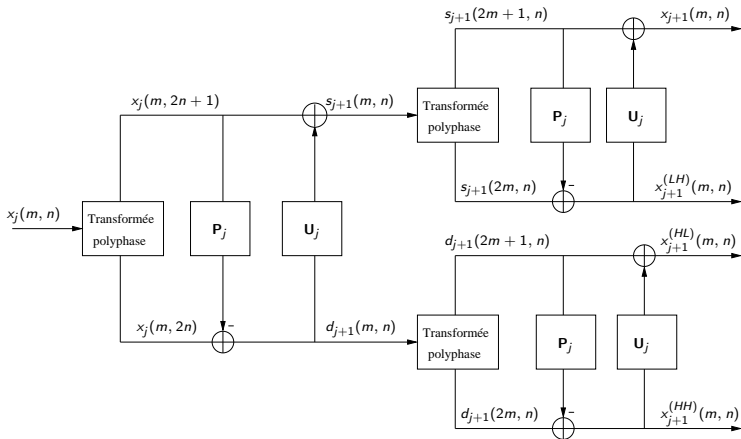 s_{j+1}(2m + 1, n)
x_{j+1}(m, n)
x_j(m, 2n + 1)
s_{j+1}(m, n)
Transformée
polyphase
P_j
U_j
s_{j+1}(2m, n)
-
x_{j+1}^{(LH)}(m, n)
x_j(m, n)
Transformée
polyphase
P_j
U_j
d_{j+1}(2m + 1, n)
x_{j+1}^{(HL)}(m, n)
x_j(m, 2n)
-
d_{j+1}(m, n)
Transformée
polyphase
P_j
U_j
d_{j+1}(2m, n)
-
x_{j+1}^{(HH)}(m, n)